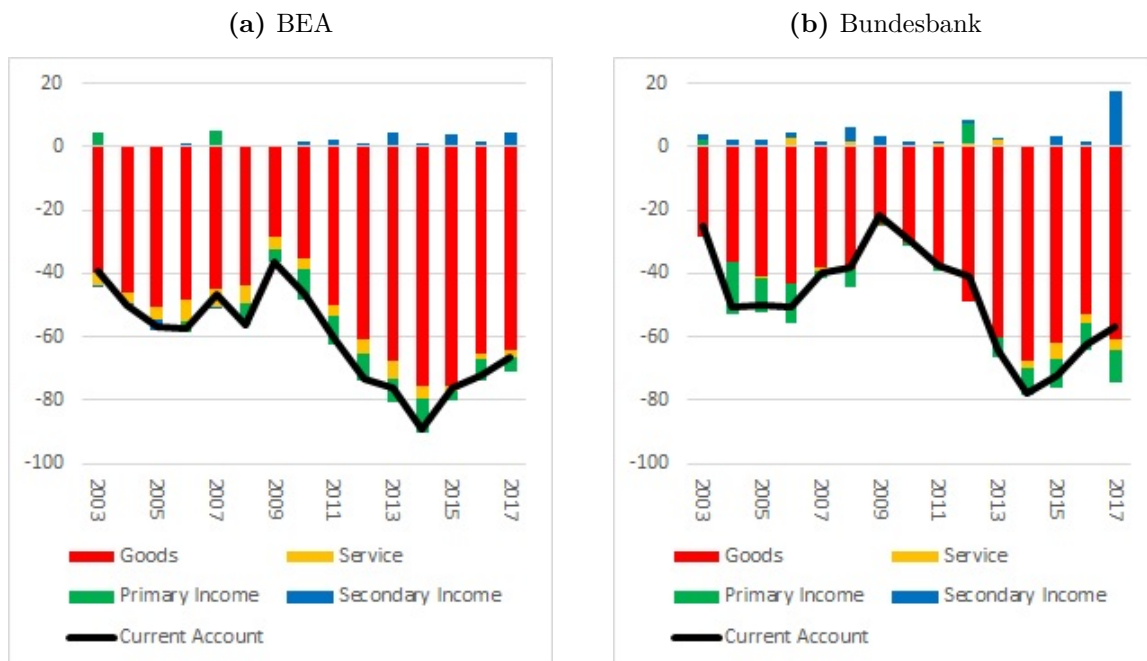 (a) BEA
20
0
-20
-40
-60
-80
-100
2003
2005
2007
2009
2011
2013
2015
2017
Goods
Service
Primary Income
Secondary Income
Current Account
(b) Bundesbank
20
0
-20
-40
-60
-80
-100
2003
2005
2007
2009
2011
2013
2015
2017
Goods
Service
Primary Income
Secondary Income
Current Account